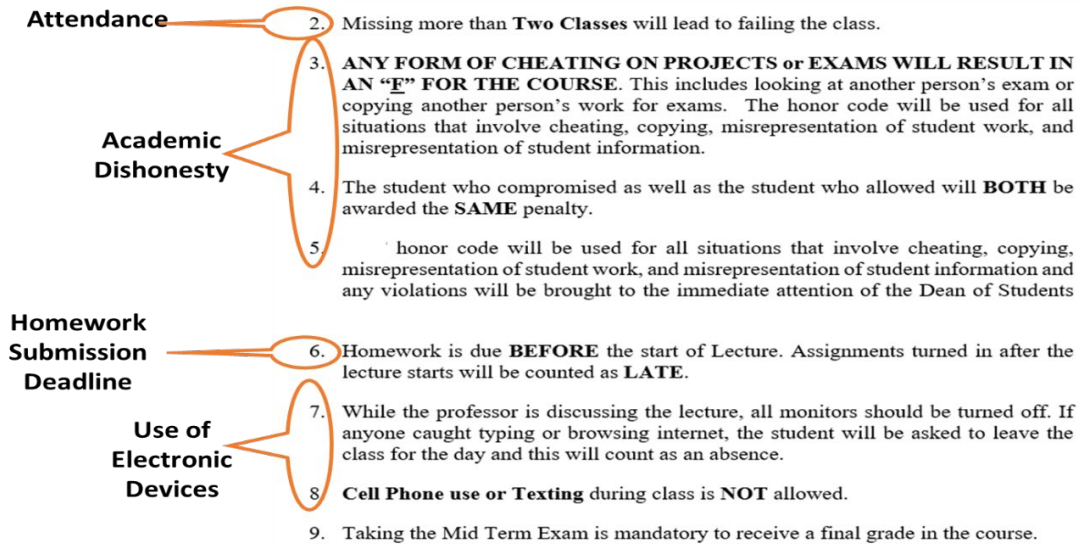 Attendance
2. Missing more than Two Classes will lead to failing the class.
3. ANY FORM OF CHEATING ON PROJECTS or EXAMS WILL RESULT IN
AN “F” FOR THE COURSE. This includes looking at another person’s exam or
copying another person’s work for exams. The honor code will be used for all
situations that involve cheating, copying, misrepresentation of student work, and
misrepresentation of student information.
Academic
Dishonesty
4. The student who compromised as well as the student who allowed will BOTH be
awarded the SAME penalty.
5. honor code will be used for all situations that involve cheating, copying,
misrepresentation of student work, and misrepresentation of student information and
any violations will be brought to the immediate attention of the Dean of Students
Homework
Submission
Deadline
6. Homework is due BEFORE the start of Lecture. Assignments turned in after the
lecture starts will be counted as LATE.
7. While the professor is discussing the lecture, all monitors should be turned off. If
anyone caught typing or browsing internet, the student will be asked to leave the
class for the day and this will count as an absence.
Use of
Electronic
Devices
8 Cell Phone use or Texting during class is NOT allowed.
9. Taking the Mid Term Exam is mandatory to receive a final grade in the course.